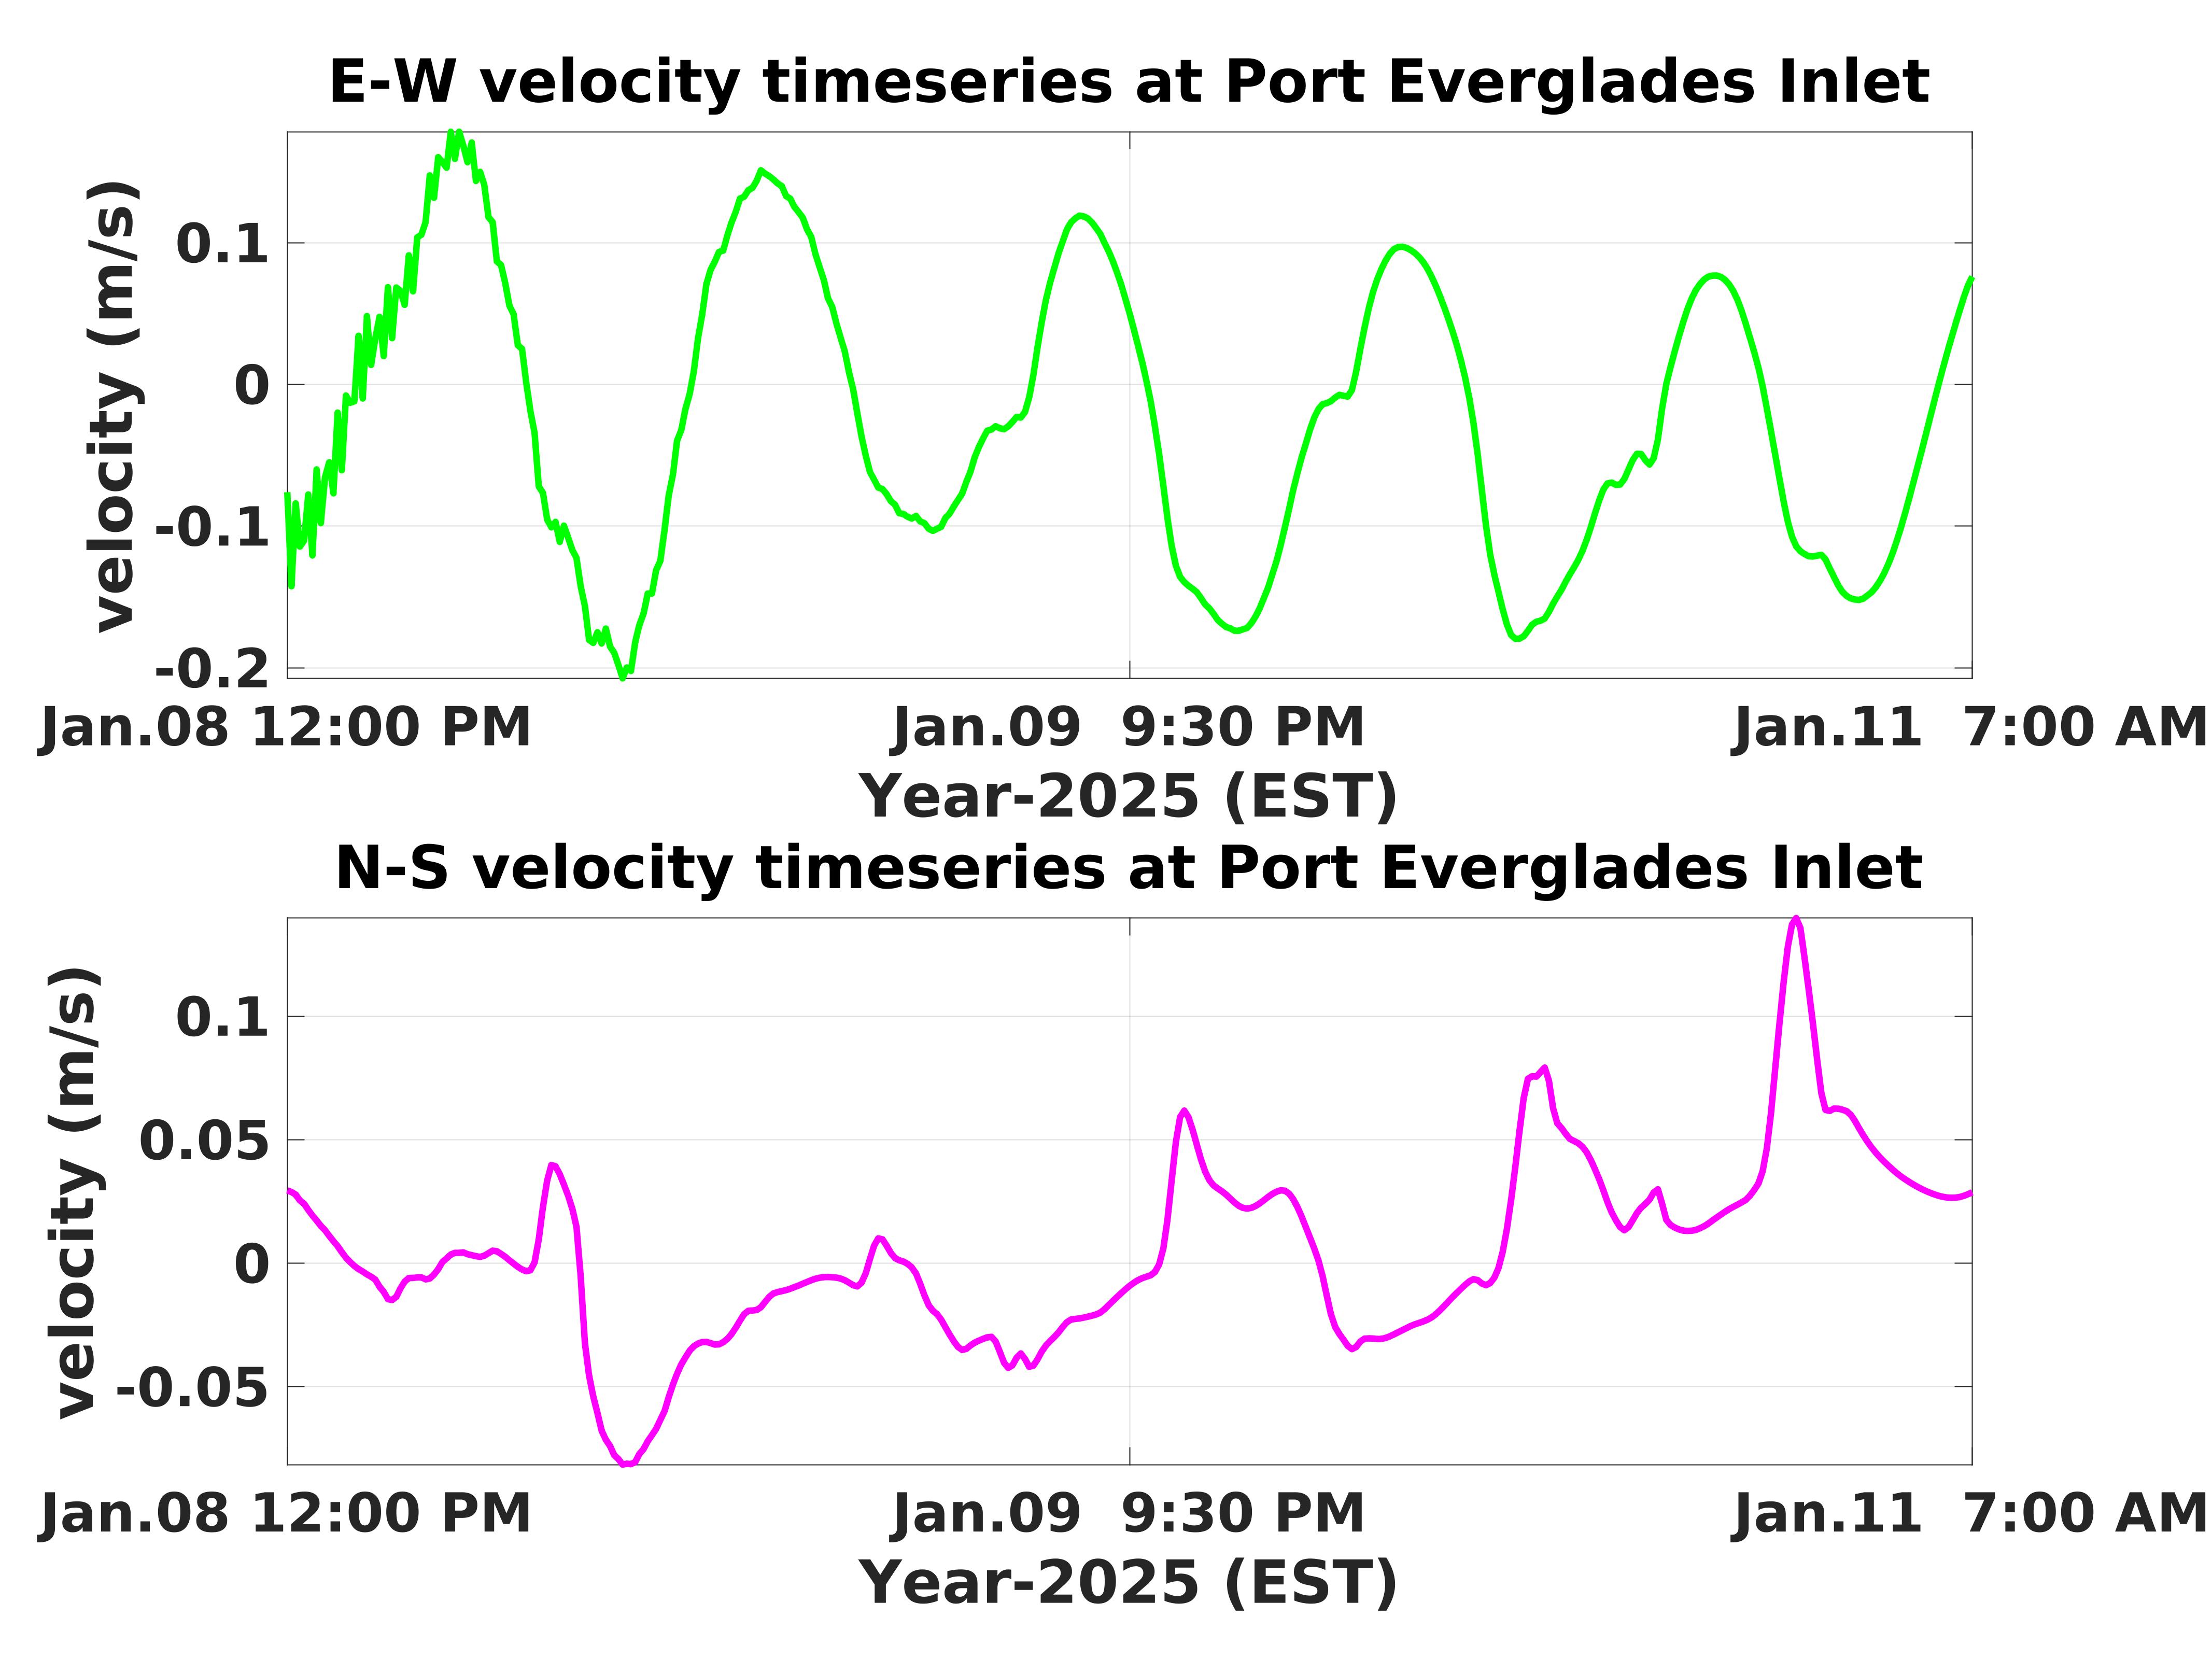 E-W velocity timeseries at Port Everglades Inlet
velocity (m/s)
0.1
0
-0.1
-0.2
Jan.08 12:00 PM
Jan.09 9:30 PM
Jan.11 7:00 AM
Year-2025 (EST)
N-S velocity timeseries at Port Everglades Inlet
velocity (m/s)
0.1
0.05
0
-0.05
Jan.08 12:00 PM
Jan.09 9:30 PM
Jan.11 7:00 AM
Year-2025 (EST)